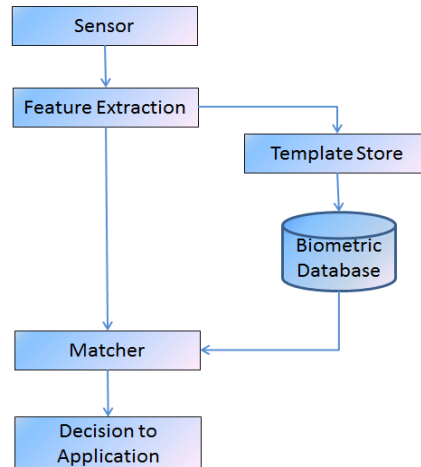 Sensor
Feature Extraction
Template Store
Biometric
Database
Matcher
Decision to
Application